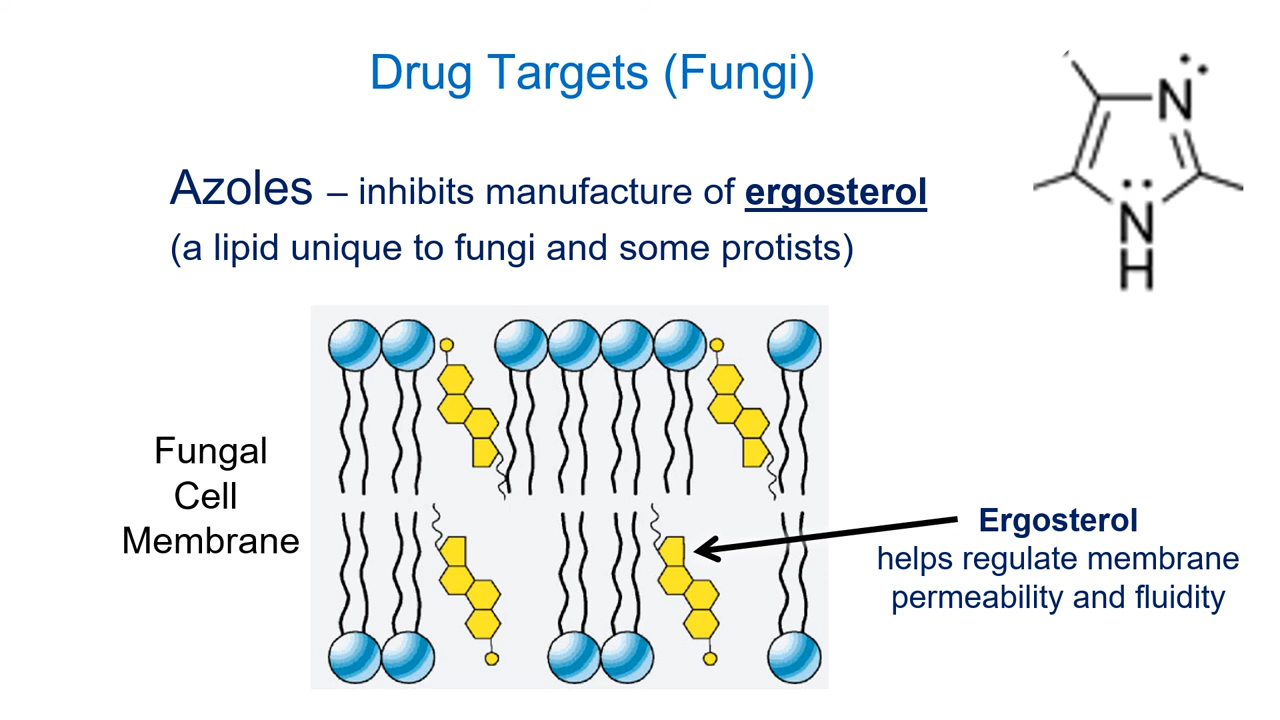 Drug Targets (Fungi)
Azoles – inhibits manufacture of ergosterol
(a lipid unique to fungi and some protists)
N
N
H
Fungal
Cell
Membrane
Ergosterol
helps regulate membrane
permeability and fluidity